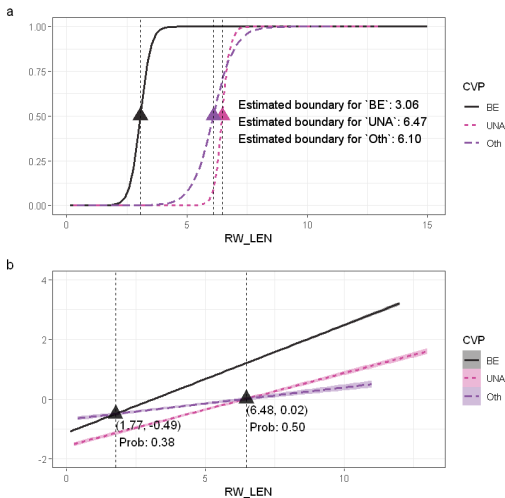 a
1.00
0.75
0.50
0.25
0.00
Estimated boundary for `BE`: 3.06
Estimated boundary for `UNA`: 6.47
Estimated boundary for `Oth`: 6.10
0
5
10
15
RW_LEN
CVP
BE
UNA
Oth
b
4
2
0
-2
(1.77, -0.49)
Prob: 0.38
(6.48, 0.02)
Prob: 0.50
0
5
10
RW_LEN
CVP
BE
UNA
Oth